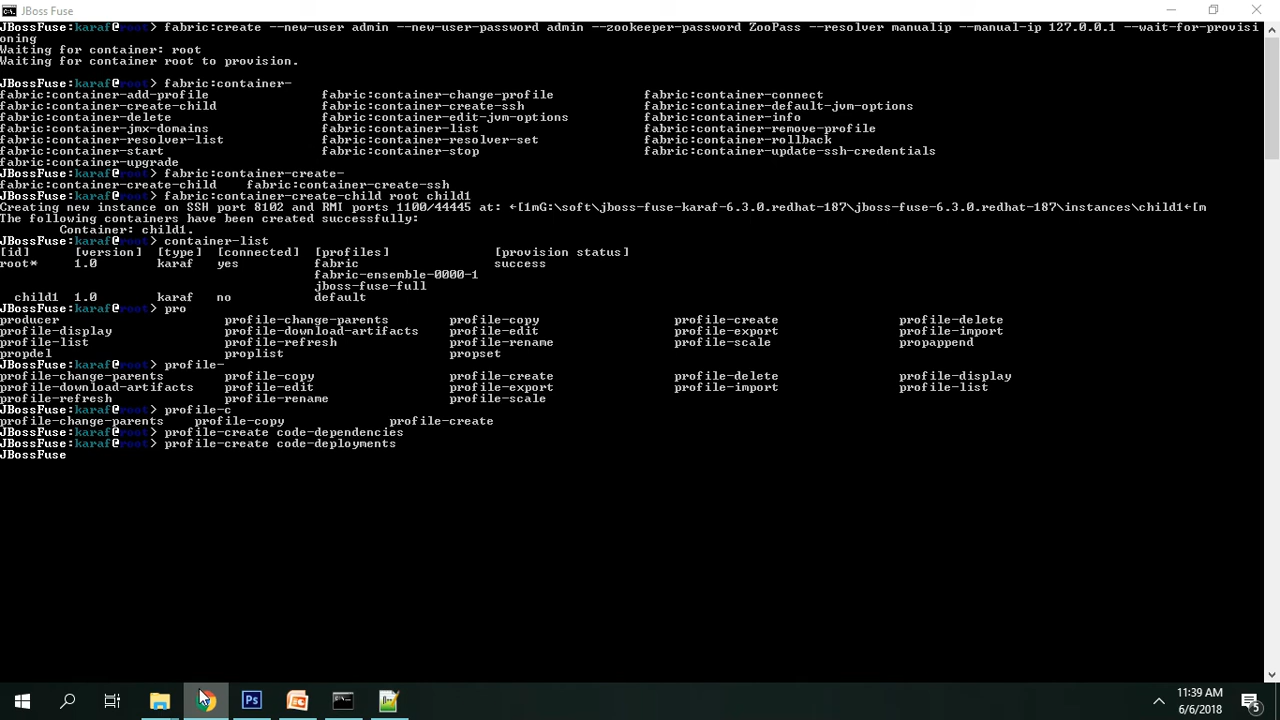 JBoss Fuse
JBossFuse:karaf@root> fabric:create --new-user admin --new-user-password admin --zookeeper-password ZooPass --resolver manualip --manual-ip 127.0.0.1 --wait-for-provisi
oning
Waiting for container: root
Waiting for container root to provision.
JBossFuse:karaf@root> fabric:container-
fabric:container-add-profile fabric:container-change-profile fabric:container-connect
fabric:container-create-child fabric:container-create-ssh fabric:container-default-jvm-options
fabric:container-delete fabric:container-edit-jvm-options fabric:container-info
fabric:container-jmx-domains fabric:container-list fabric:container-remove-profile
fabric:container-resolver-list fabric:container-resolver-set fabric:container-rollback
fabric:container-start fabric:container-stop fabric:container-update-ssh-credentials
fabric:container-upgrade
JBossFuse:karaf@root> fabric:container-create-
fabric:container-create-child fabric:container-create-ssh
JBossFuse:karaf@root> fabric:container-create-child root child1
Creating new instance on SSH port 8102 and RMI ports 1100/44445 at: ←[1mG:\soft\jboss-fuse-karaf-6.3.0.redhat-187\jboss-fuse-6.3.0.redhat-187\instances\child1←[m
The following containers have been created successfully:
Container: child1.
JBossFuse:karaf@root> container-list
[id] [version] [type] [connected] [profiles] [provision status]
root* 1.0 karaf yes fabric success
fabric-ensemble-0000-1
jboss-fuse-full
child1 1.0 karaf no default
JBossFuse:karaf@root> pro
producer profile-change-parents profile-copy profile-create profile-delete
profile-display profile-download-artifacts profile-edit profile-export profile-import
profile-list profile-refresh profile-rename profile-scale propappend
propdel proplist propset
JBossFuse:karaf@root> profile-
profile-change-parents profile-copy profile-create profile-delete profile-display
profile-download-artifacts profile-edit profile-export profile-import profile-list
profile-refresh profile-rename profile-scale
JBossFuse:karaf@root> profile-c
profile-change-parents profile-copy profile-create
JBossFuse:karaf@root> profile-create code-dependencies
JBossFuse:karaf@root> profile-create code-deployments
JBossFuse
Ps
11:39 AM
6/6/2018
5